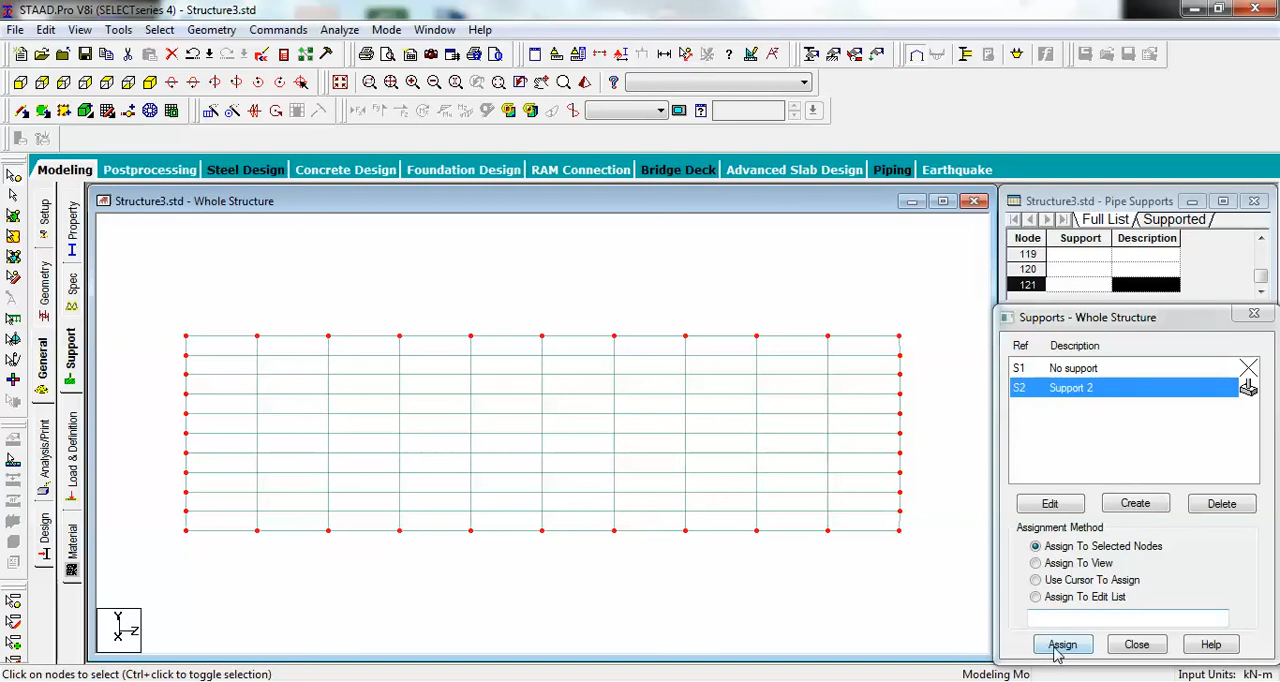 STAAD.Pro V8i (SELECTseries 4) - Structure3.std
File Edit View Tools Select Geometry Commands Analyze Mode Window Help
Modeling Postprocessing Steel Design Concrete Design Foundation Design RAM Connection Bridge Deck Advanced Slab Design Piping Earthquake
Structure3.std - Whole Structure
Setup
Geometry
General
Analysis/Print
Design
Property
Spec
Support
Load & Definition
Material
Y
X Z
Structure3.std - Pipe Supports
Full List Supported
Node Support Description
119
120
121
Supports - Whole Structure
Ref Description
S1 No support
S2 Support 2
Edit Create Delete
Assignment Method
Assign To Selected Nodes
Assign To View
Use Cursor To Assign
Assign To Edit List
Assign Close Help
Click on nodes to select (Ctrl+click to toggle selection)
Modeling Mo
Input Units: kN-m